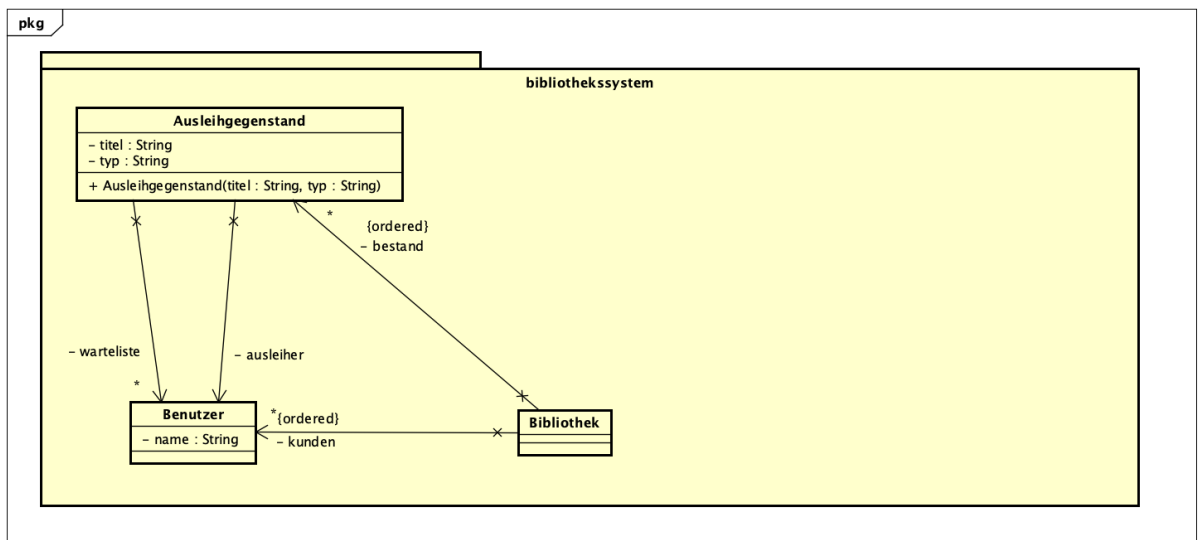 pkg
bibliothekssystem
Ausleihgegenstand
– titel : String
– typ : String
+ Ausleihgegenstand(titel : String, typ : String)
*
{ordered}
– bestand
– warteliste
– ausleiher
*
Benutzer
– name : String
*
{ordered}
– kunden
Bibliothek